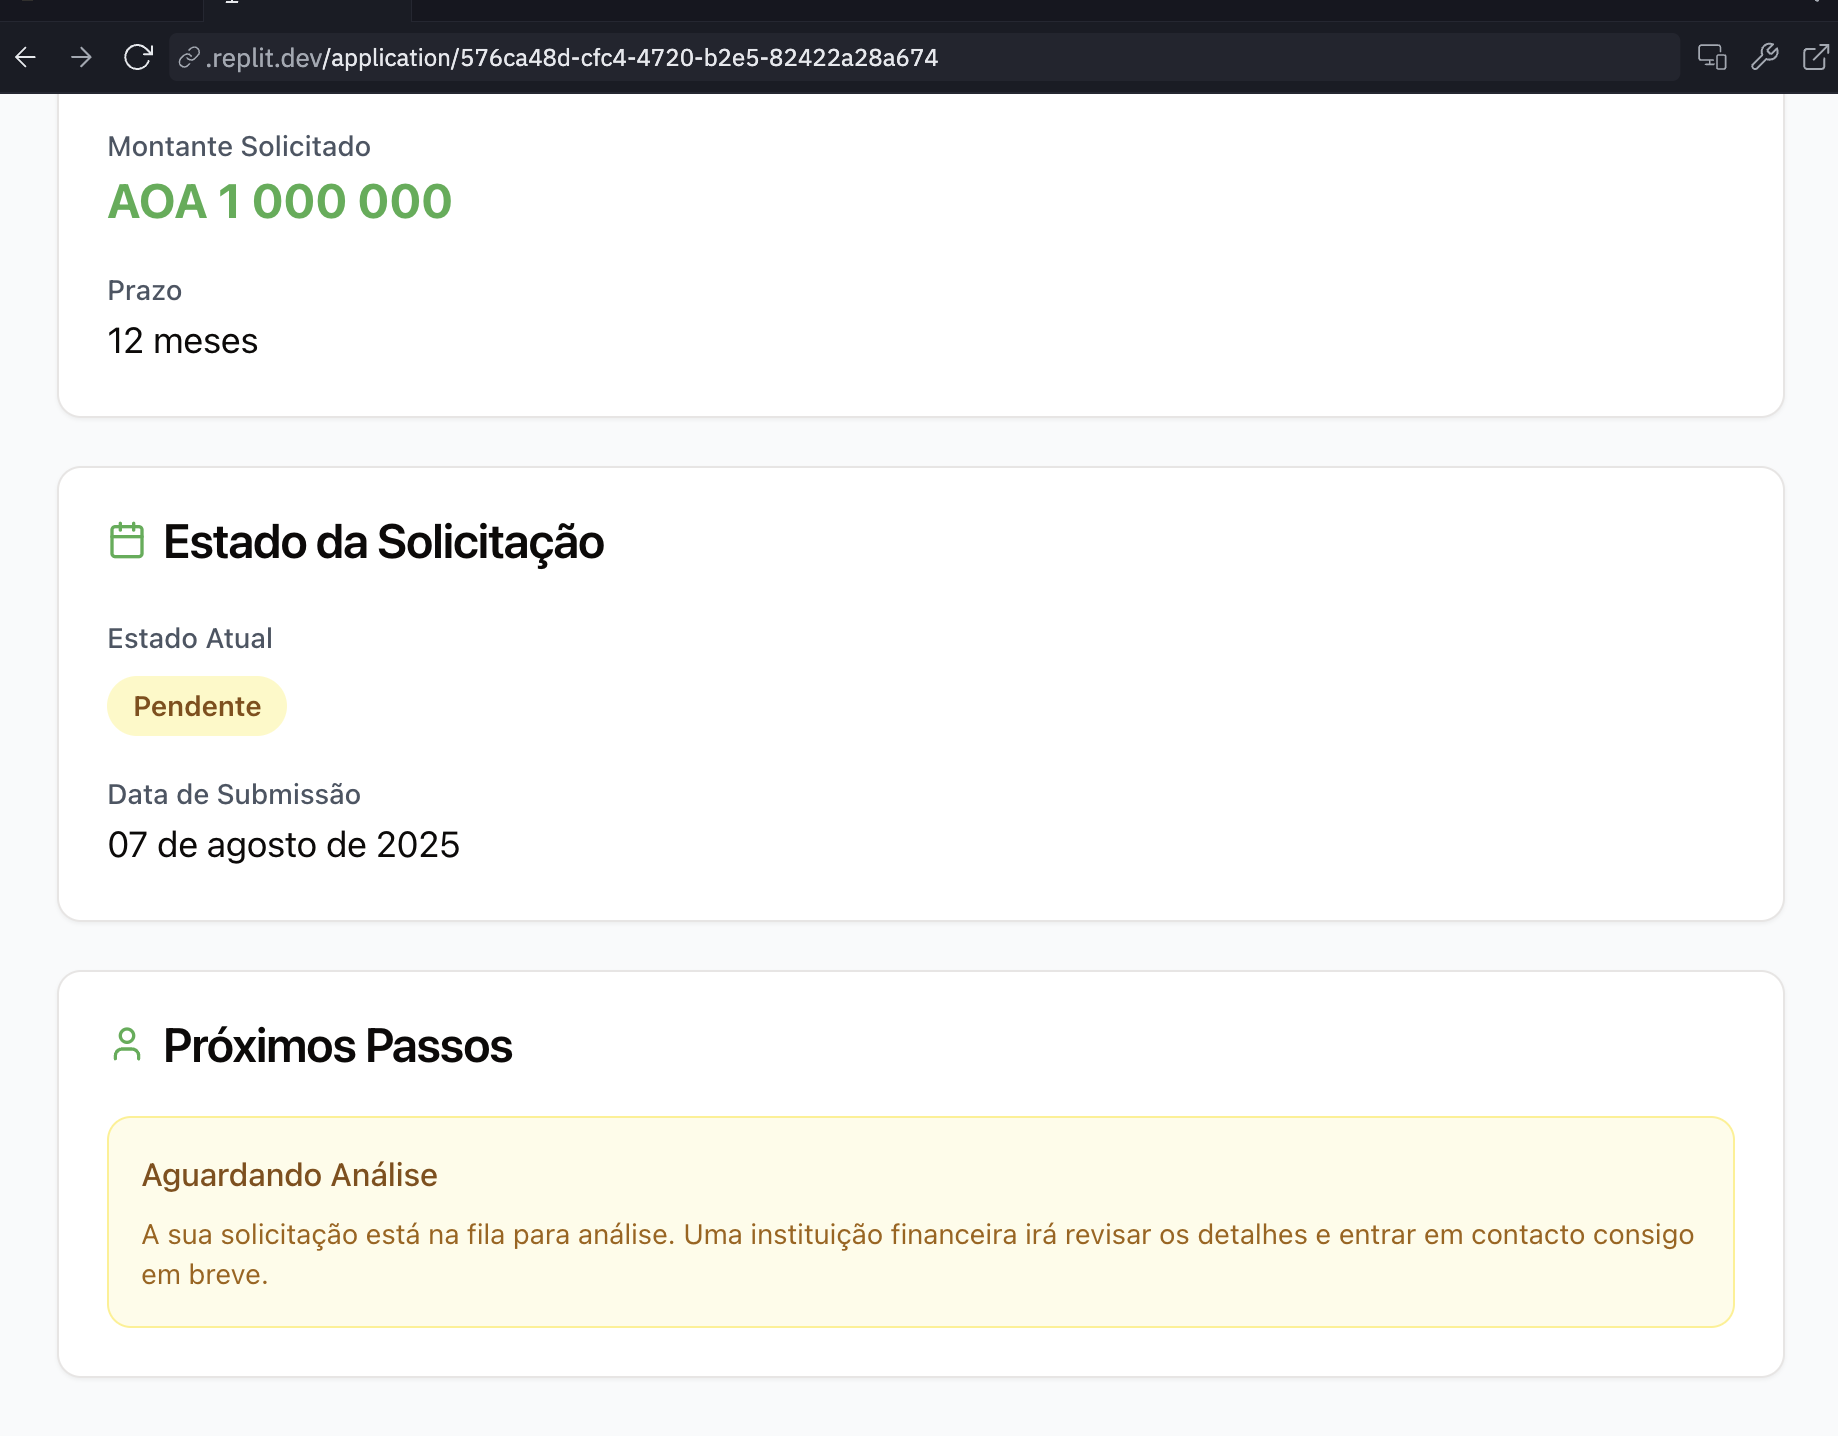 .replit.dev/application/576ca48d-cfc4-4720-b2e5-82422a28a674
Montante Solicitado
AOA 1 000 000
Prazo
12 meses
Estado da Solicitação
Estado Atual
Pendente
Data de Submissão
07 de agosto de 2025
Próximos Passos
Aguardando Análise
A sua solicitação está na fila para análise. Uma instituição financeira irá revisar os detalhes e entrar em contacto consigo
em breve.